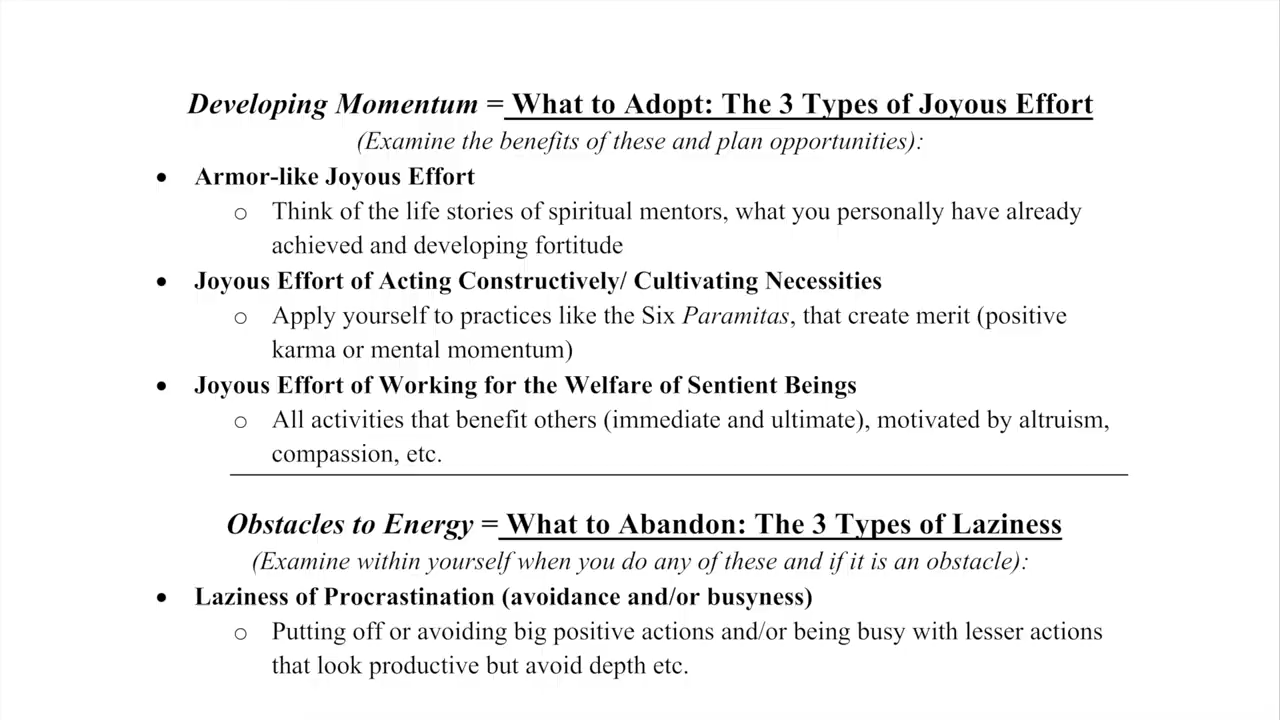 Developing Momentum = What to Adopt: The 3 Types of Joyous Effort
(Examine the benefits of these and plan opportunities):
• Armor-like Joyous Effort
o Think of the life stories of spiritual mentors, what you personally have already
achieved and developing fortitude
• Joyous Effort of Acting Constructively/ Cultivating Necessities
o Apply yourself to practices like the Six Paramitas, that create merit (positive
karma or mental momentum)
• Joyous Effort of Working for the Welfare of Sentient Beings
o All activities that benefit others (immediate and ultimate), motivated by altruism,
compassion, etc.
Obstacles to Energy = What to Abandon: The 3 Types of Laziness
(Examine within yourself when you do any of these and if it is an obstacle):
• Laziness of Procrastination (avoidance and/or busyness)
o Putting off or avoiding big positive actions and/or being busy with lesser actions
that look productive but avoid depth etc.